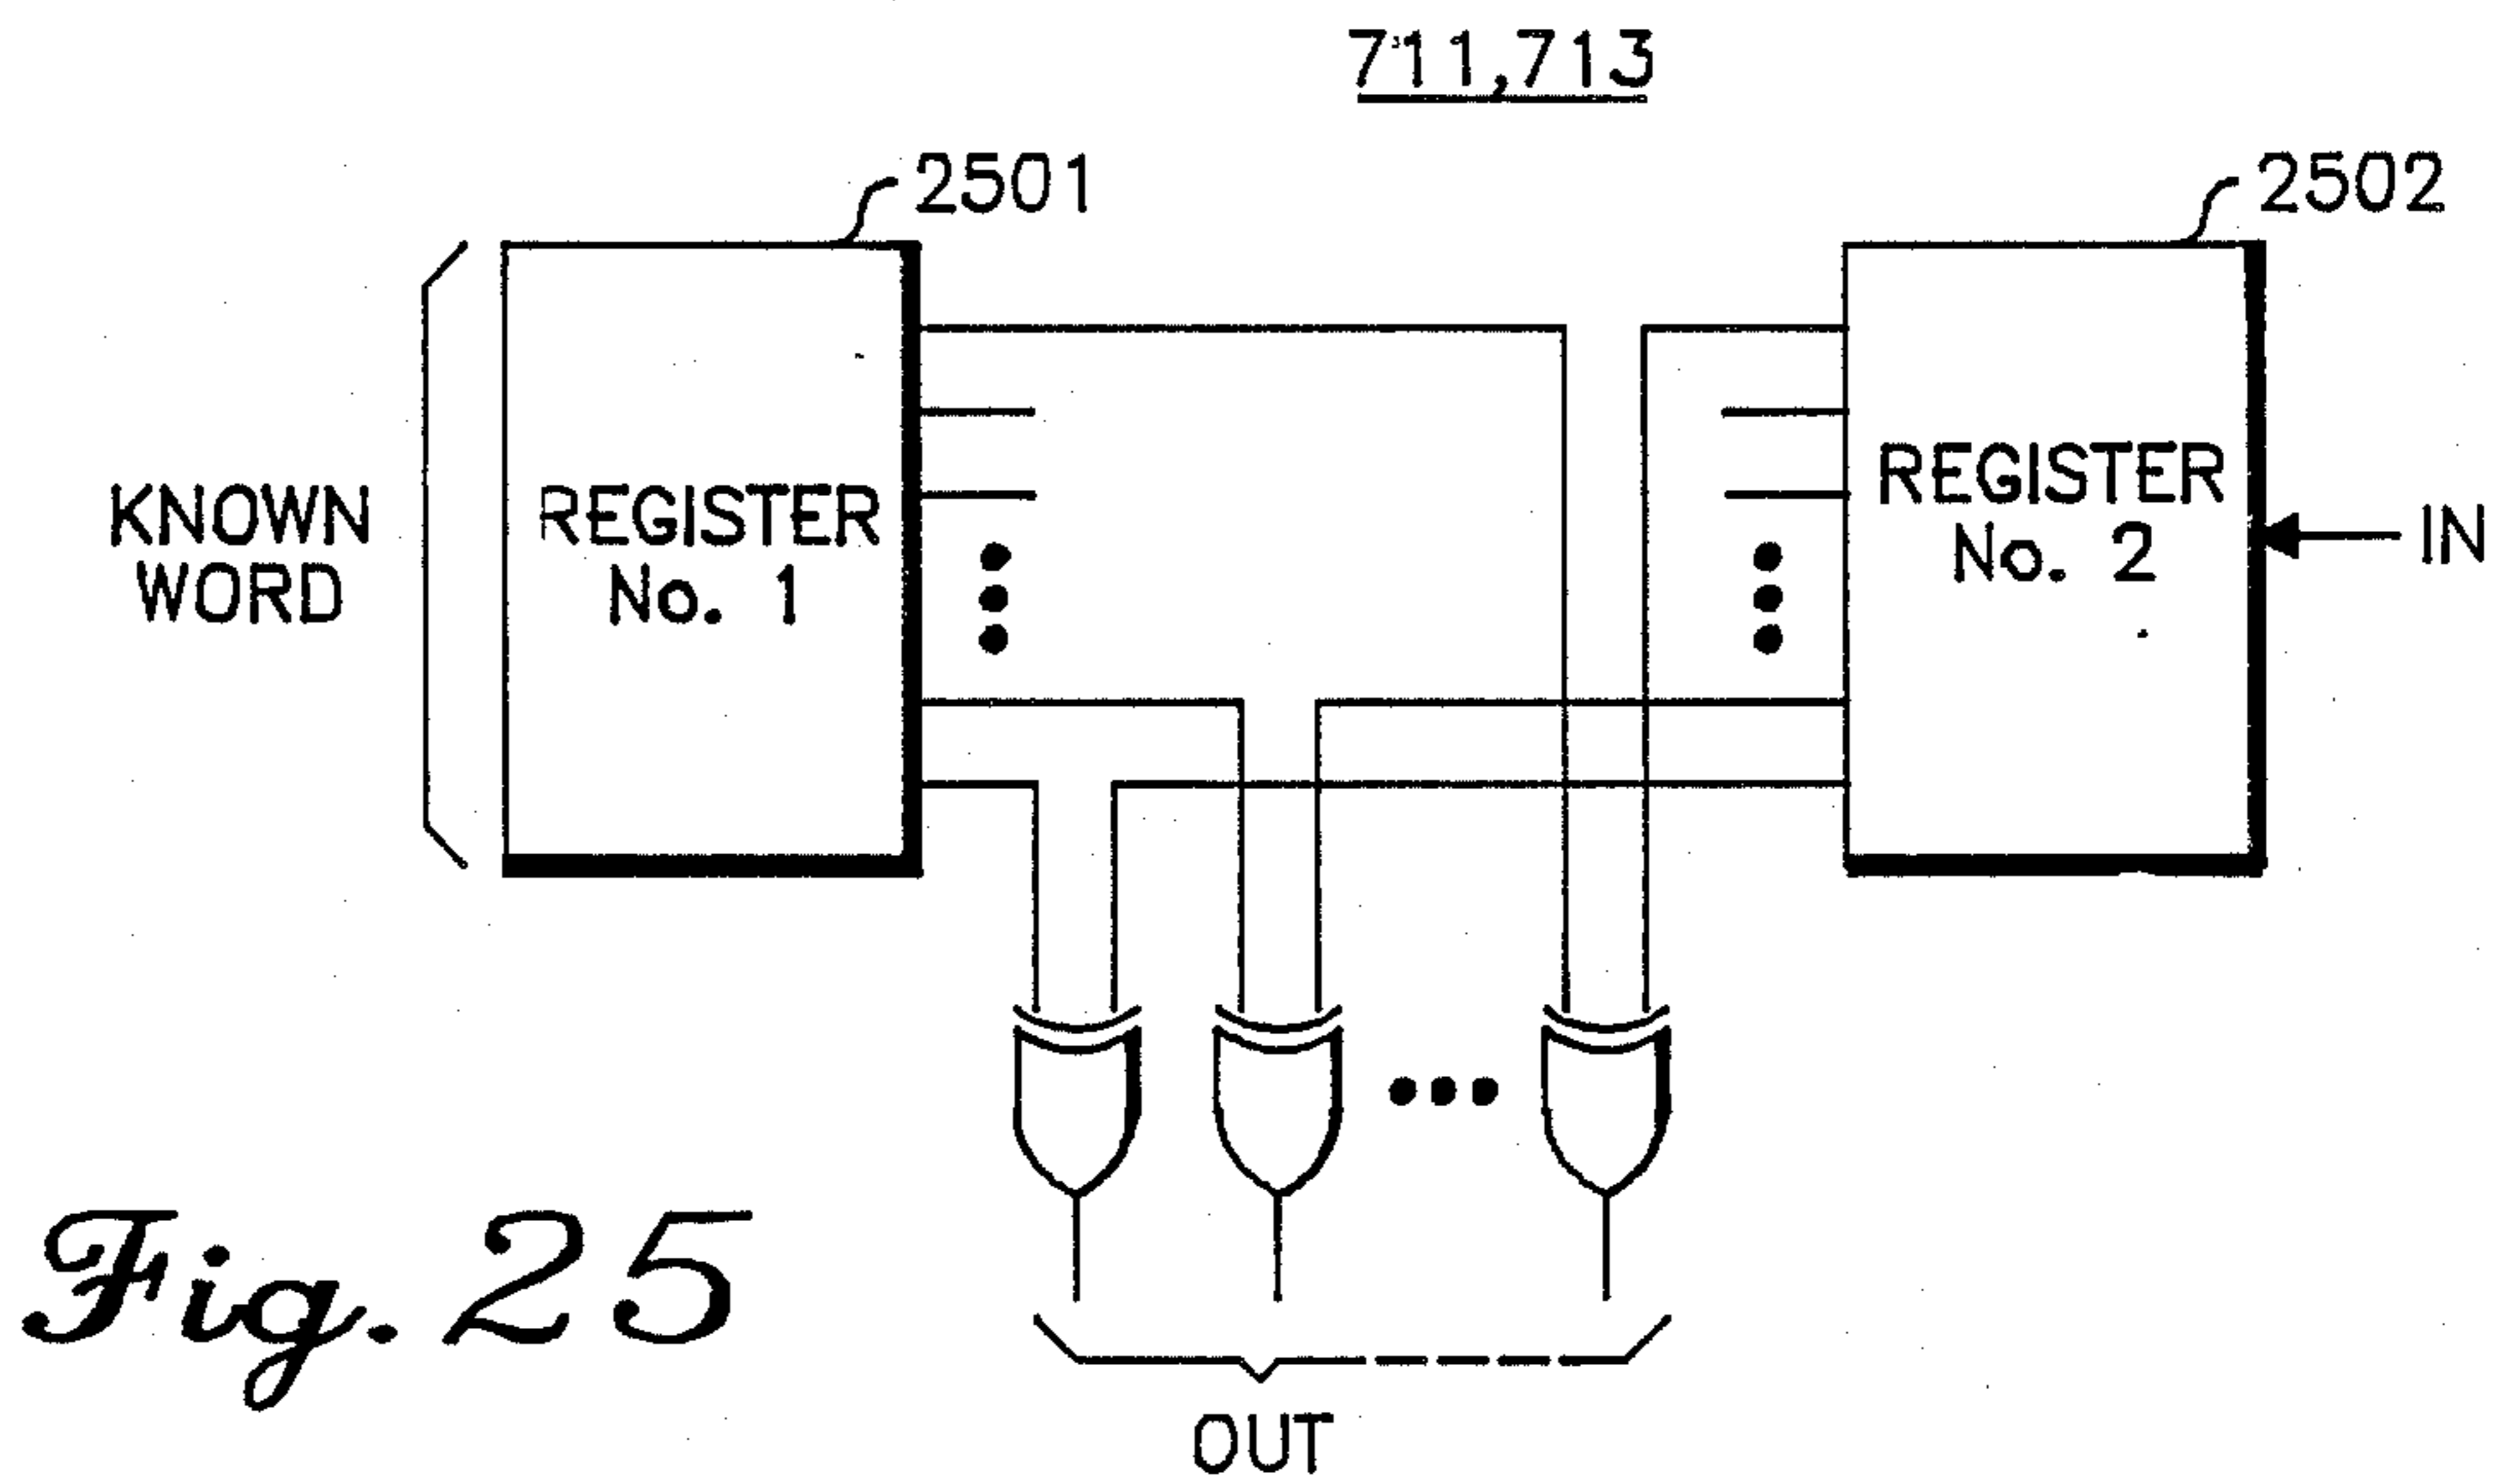 711,713
2501
2502
KNOWN
WORD
REGISTER
No. 1
REGISTER
No. 2
IN
OUT
Fig. 25